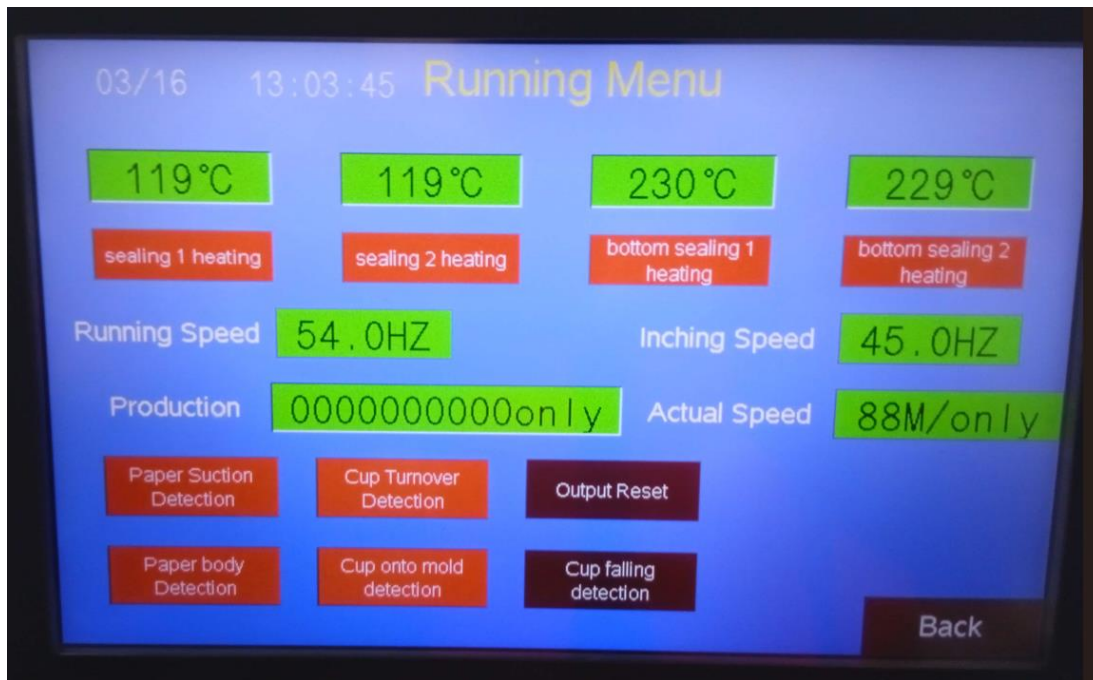 03/16 13:03:45 Running Menu
119°C 119°C 230°C 229°C
sealing 1 heating sealing 2 heating bottom sealing 1 heating bottom sealing 2 heating
Running Speed 54.0HZ Inching Speed 45.0HZ
Production 0000000000only Actual Speed 88M/only
Paper Suction Detection Cup Turnover Detection Output Reset
Paper body Detection Cup onto mold detection Cup falling detection
Back